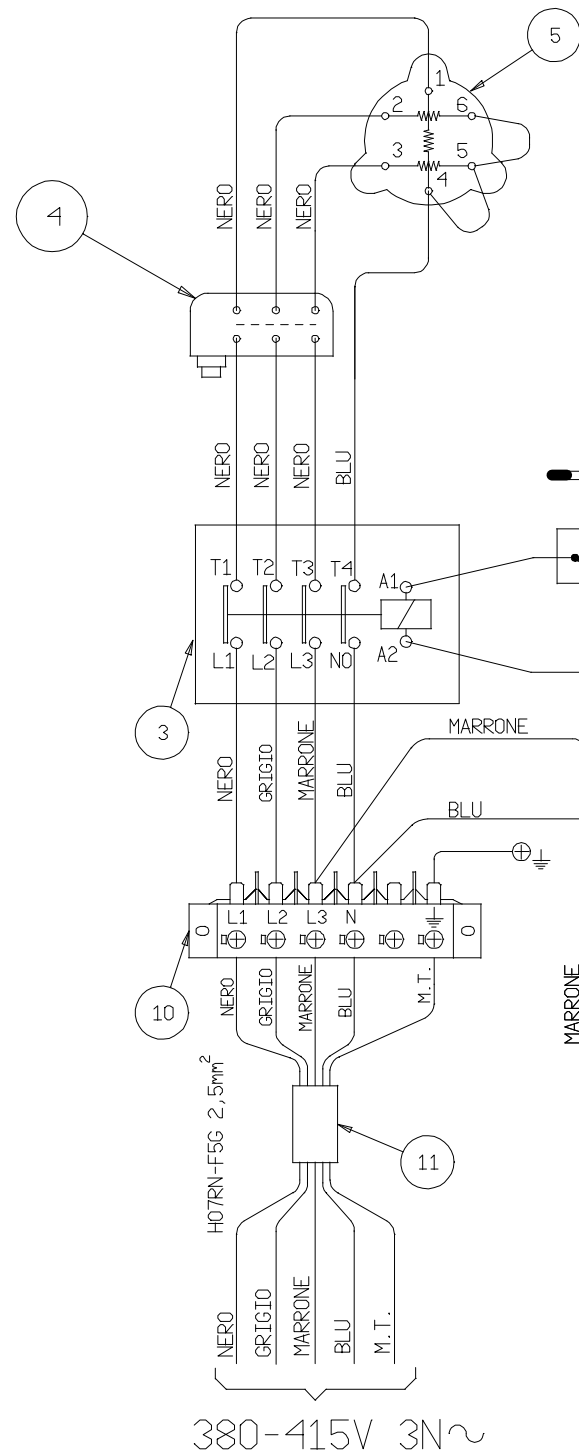 5
1
2
6
3
5
4
4
NERO
NERO
NERO
NERO
NERO
NERO
BLU
T1
T2
T3
T4
A1
L1
L2
L3
NO
A2
3
NERO
GRIGIO
MARRONE
BLU
MARRONE
BLU
L1
L2
L3
N
O
O
10
NERO
GRIGIO
MARRONE
BLU
M.T.
MARRONE
H07RN-F5G 2,5mm²
11
NERO
GRIGIO
MARRONE
BLU
M.T.
380-415V 3N~